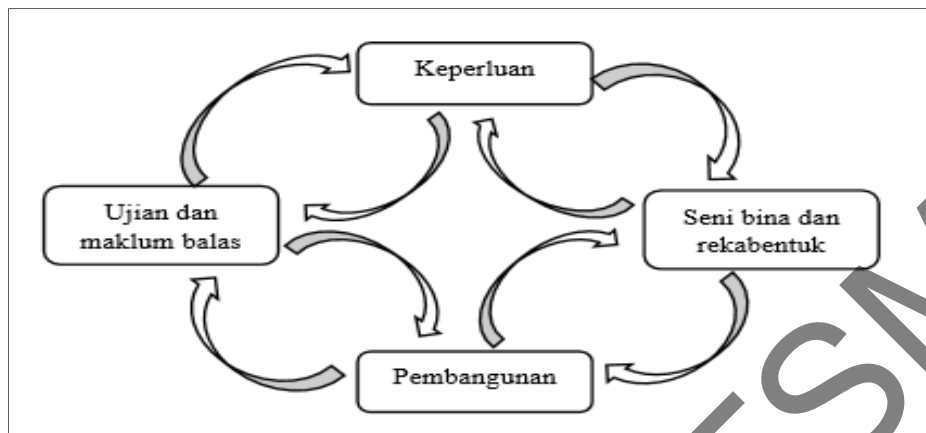 Keperluan
Ujian dan
maklum balas
Seni bina dan
rekabentuk
Pembangunan